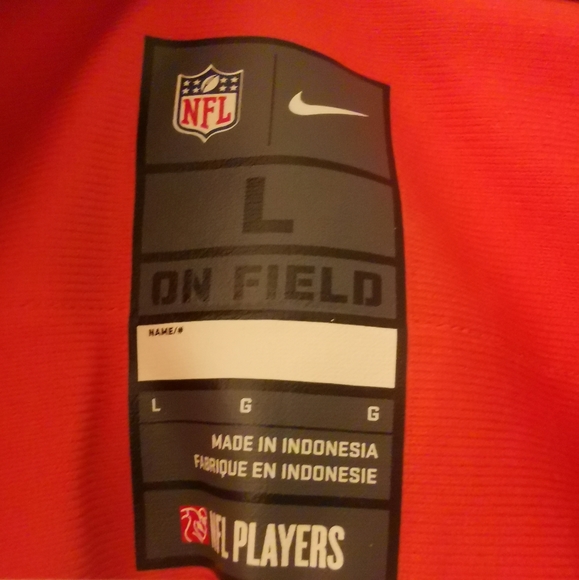 NFL
L
ON FIELD
NAME/#
L G G
MADE IN INDONESIA
FABRIQUE EN INDONESIE
NFL PLAYERS